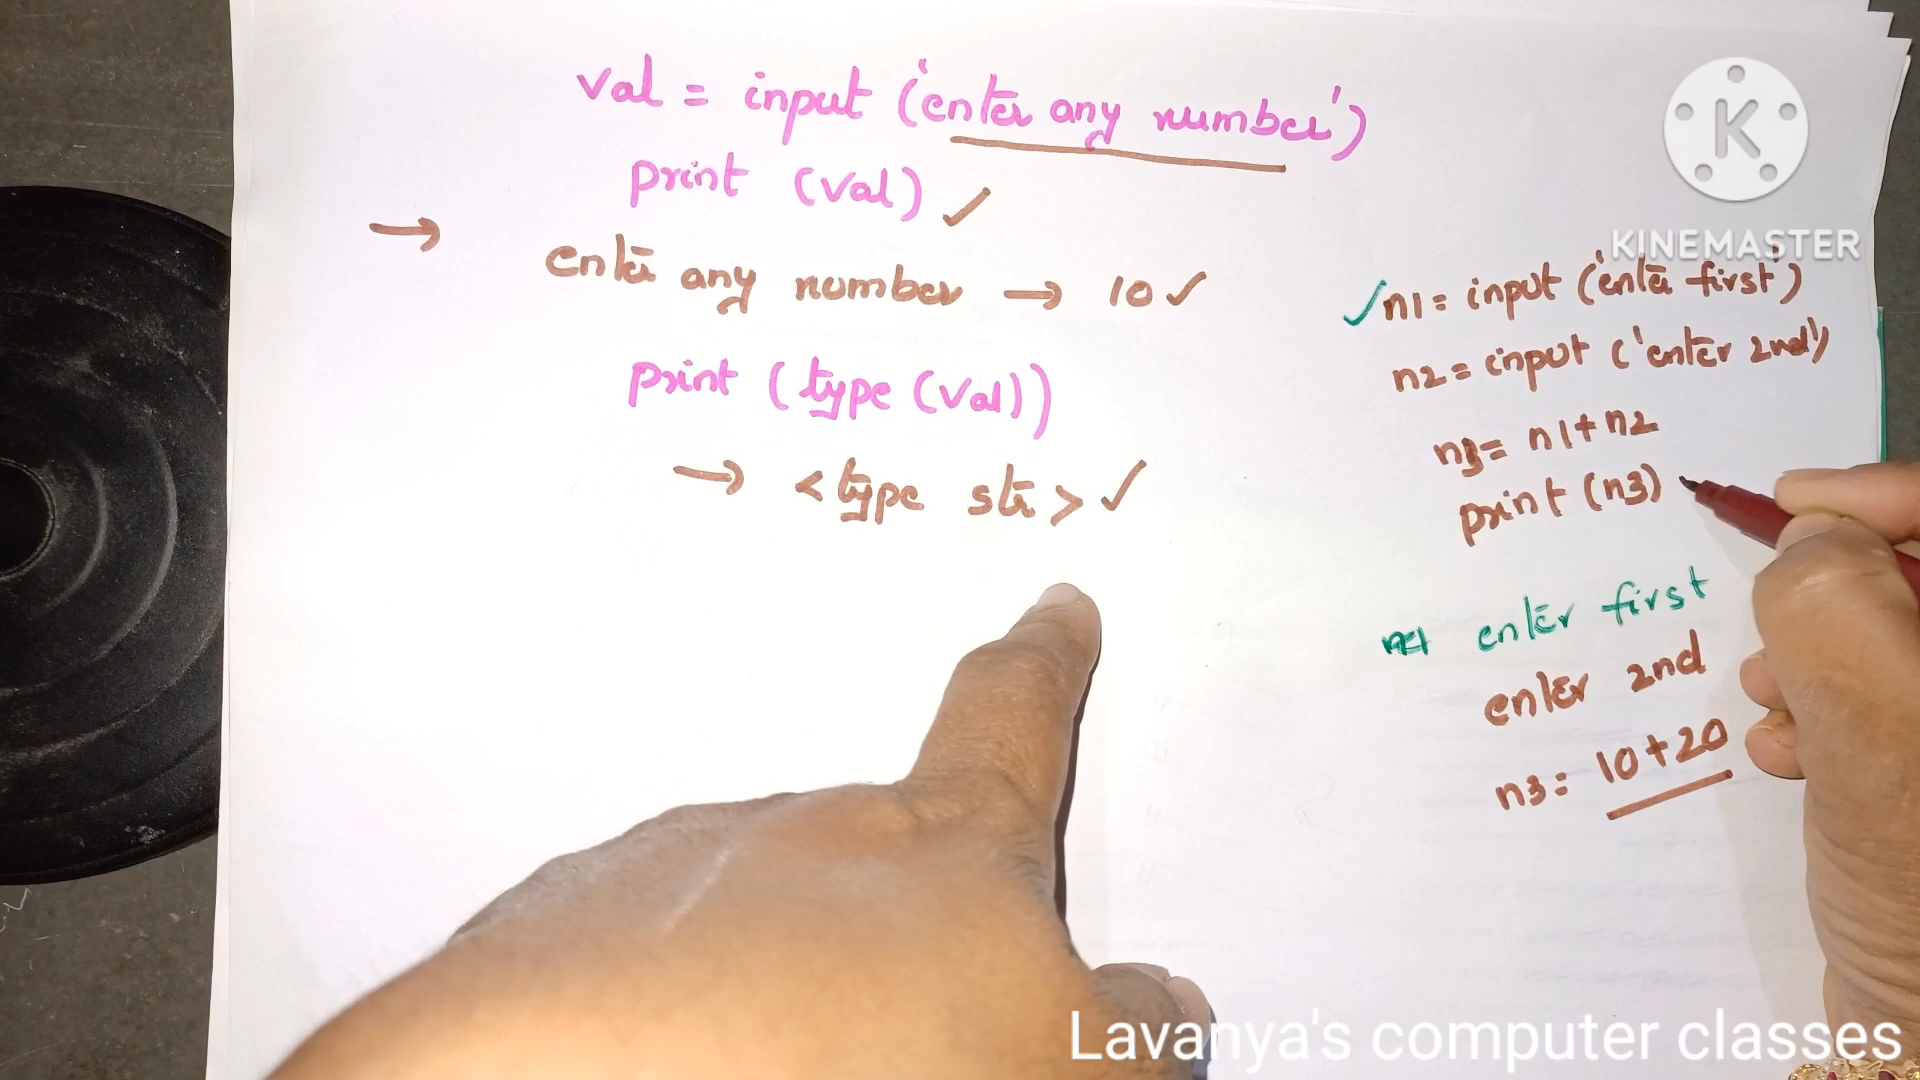 val = input ('enter any number')
print (val) ✓
→ enter any number → 10 ✓
print (type (val))
→ <type str> ✓
✓ n1 = input ('enter first')
n2 = input ('enter 2nd')
n3 = n1 + n2
print (n3)
enter first
enter 2nd
n3 = 10 + 20
K
KINEMASTER
Lavanya's computer classes